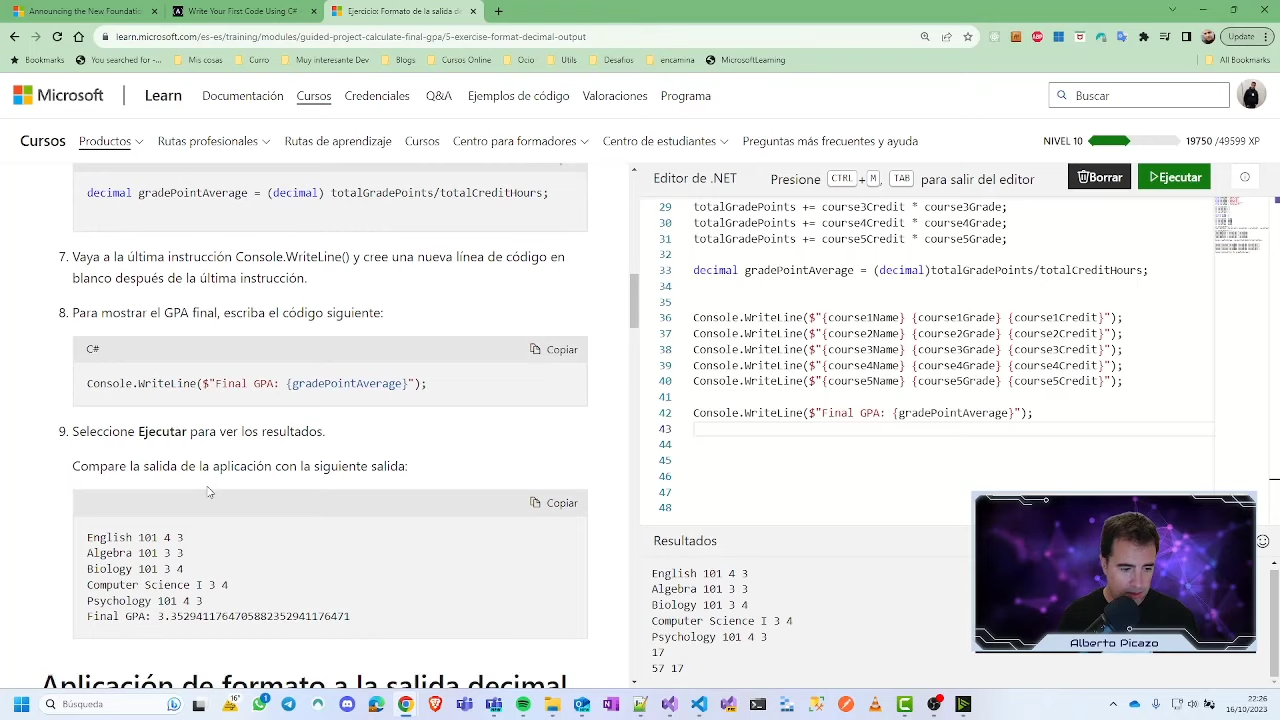 Announcing the New Foundatic
Write Your First Code Using C#
Ejercicio: Formato de la salida de
learn.microsoft.com/es-es/training/modules/guided-project-calculate-final-gpa/5-exercise-format-decimal-output
Update
Bookmarks
You searched for -...
Mis cosas
Curro
Muy interesante Dev
Blogs
Cursos Online
Ocio
Utils
Desafios
encamina
MicrosoftLearning
All Bookmarks
Microsoft
Learn
Documentación
Cursos
Credenciales
Q&A
Ejemplos de código
Valoraciones
Programa
Buscar
Cursos
Productos
Rutas profesionales
Rutas de aprendizaje
Cursos
Centro para formadores
Centro de estudiantes
Preguntas más frecuentes y ayuda
NIVEL 10
19750 /49599 XP
decimal gradePointAverage = (decimal) totalGradePoints/totalCreditHours;
7. Vaya a la última instrucción Console.WriteLine() y cree una nueva línea de código en
blanco después de la última instrucción.
8. Para mostrar el GPA final, escriba el código siguiente:
C#
Copiar
Console.WriteLine($"Final GPA: {gradePointAverage}");
9. Seleccione Ejecutar para ver los resultados.
Compare la salida de la aplicación con la siguiente salida:
Copiar
English 101 4 3
Algebra 101 3 3
Biology 101 3 4
Computer Science I 3 4
Psychology 101 4 3
Final GPA: 3.3529411764705882352941176471
Aplicación de formato a la salida decimal
Editor de .NET
Presione CTRL + M, TAB para salir del editor
Borrar
Ejecutar
29 totalGradePoints += course3Credit * course3Grade;
30 totalGradePoints += course4Credit * course4Grade;
31 totalGradePoints += course5Credit * course5Grade;
32
33 decimal gradePointAverage = (decimal)totalGradePoints/totalCreditHours;
34
35
36 Console.WriteLine($"{course1Name} {course1Grade} {course1Credit}");
37 Console.WriteLine($"{course2Name} {course2Grade} {course2Credit}");
38 Console.WriteLine($"{course3Name} {course3Grade} {course3Credit}");
39 Console.WriteLine($"{course4Name} {course4Grade} {course4Credit}");
40 Console.WriteLine($"{course5Name} {course5Grade} {course5Credit}");
41
42 Console.WriteLine($"Final GPA: {gradePointAverage}");
43
44
45
46
47
48
Resultados
English 101 4 3
Algebra 101 3 3
Biology 101 3 4
Computer Science I 3 4
Psychology 101 4 3
17
57 17
Alberto Picazo
Búsqueda
16°
22:26
16/10/2023